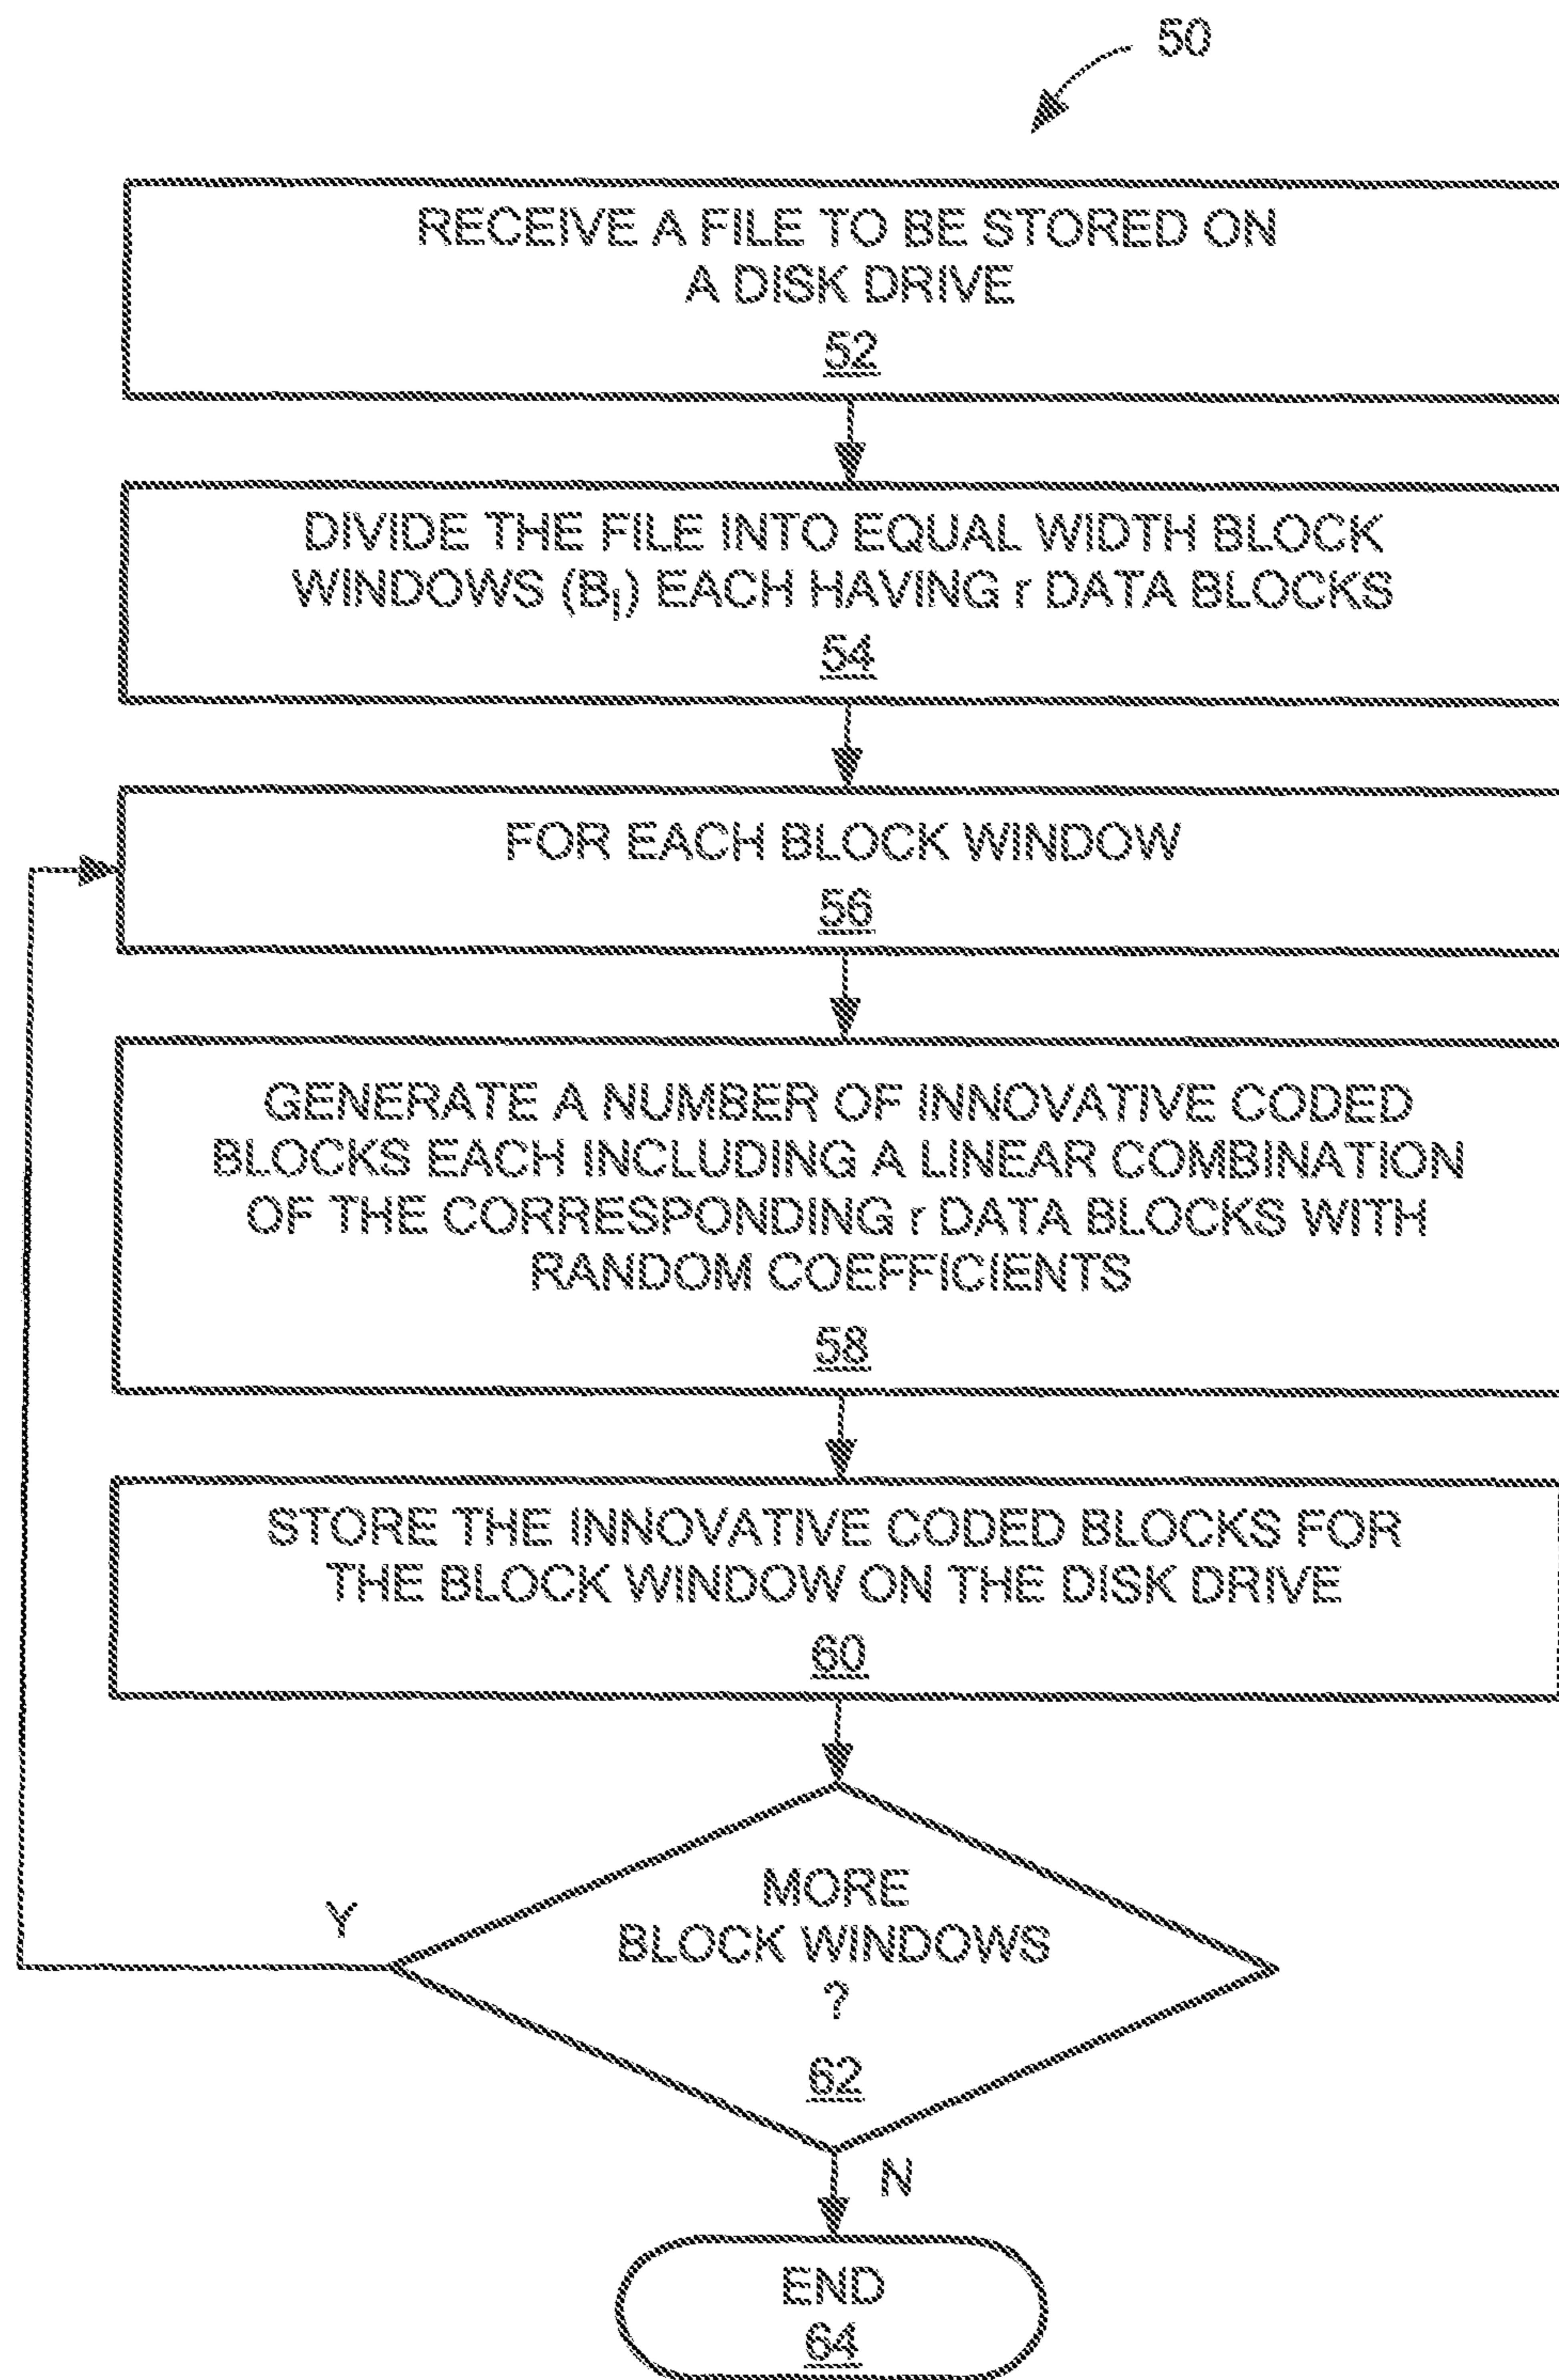 50
RECEIVE A FILE TO BE STORED ON
A DISK DRIVE
52
DIVIDE THE FILE INTO EQUAL WIDTH BLOCK
WINDOWS (Bl) EACH HAVING r DATA BLOCKS
54
FOR EACH BLOCK WINDOW
56
GENERATE A NUMBER OF INNOVATIVE CODED
BLOCKS EACH INCLUDING A LINEAR COMBINATION
OF THE CORRESPONDING r DATA BLOCKS WITH
RANDOM COEFFICIENTS
58
STORE THE INNOVATIVE CODED BLOCKS FOR
THE BLOCK WINDOW ON THE DISK DRIVE
60
Y
MORE
BLOCK WINDOWS
?
62
N
END
64